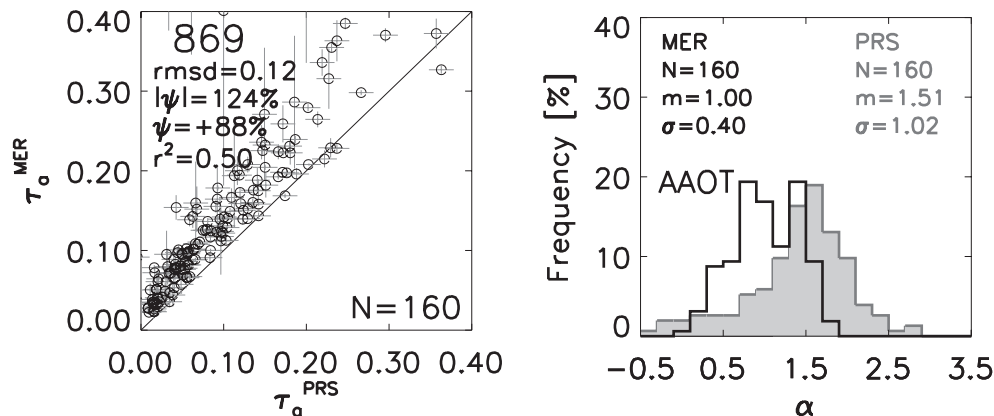 0.40
0.30
0.20
0.10
0.00
τ_a^MER
869
rmsd=0.12
|ψ|=124%
ψ=+88%
r²=0.50
N=160
0.00 0.10 0.20 0.30 0.40
τ_a^PRS
40
30
20
10
0
Frequency [%]
MER PRS
N=160 N=160
m=1.00 m=1.51
σ=0.40 σ=1.02
AAOT
−0.5 0.5 1.5 2.5 3.5
α